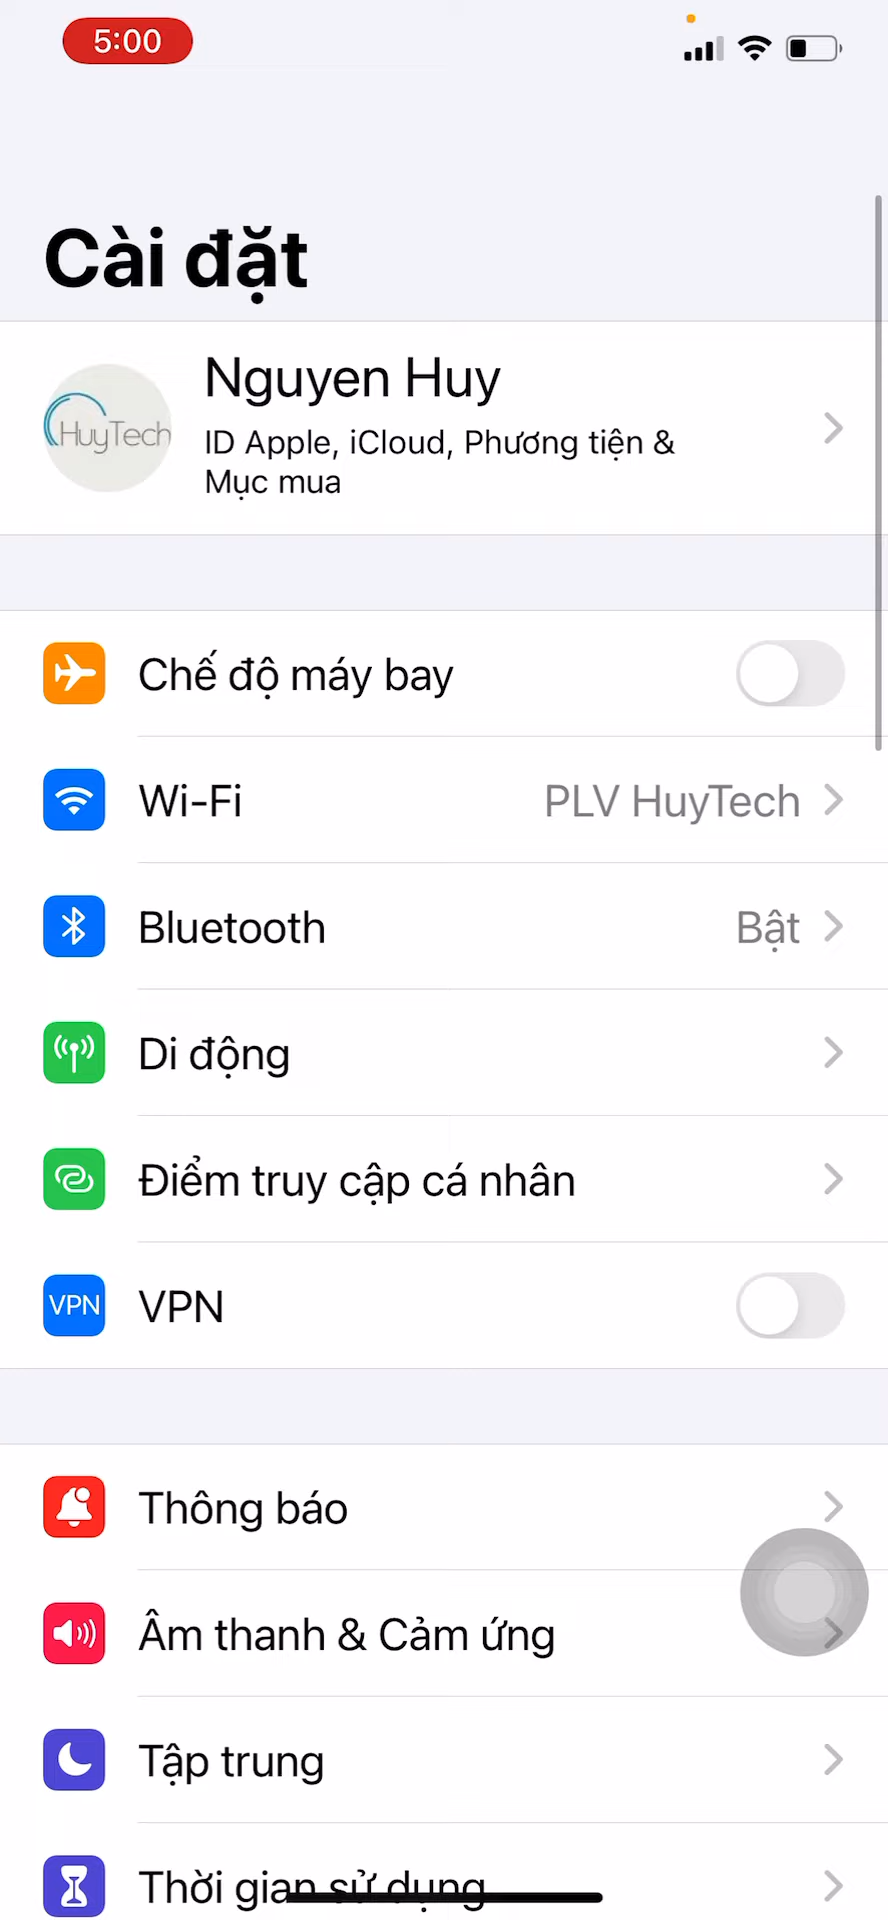 5:00
Cài đặt
Nguyen Huy
HuyTech
ID Apple, iCloud, Phương tiện &
Mục mua
Chế độ máy bay
Wi-Fi PLV HuyTech
Bluetooth Bật
Di động
Điểm truy cập cá nhân
VPN VPN
Thông báo
Âm thanh & Cảm ứng
Tập trung
Thời gian sử dụng